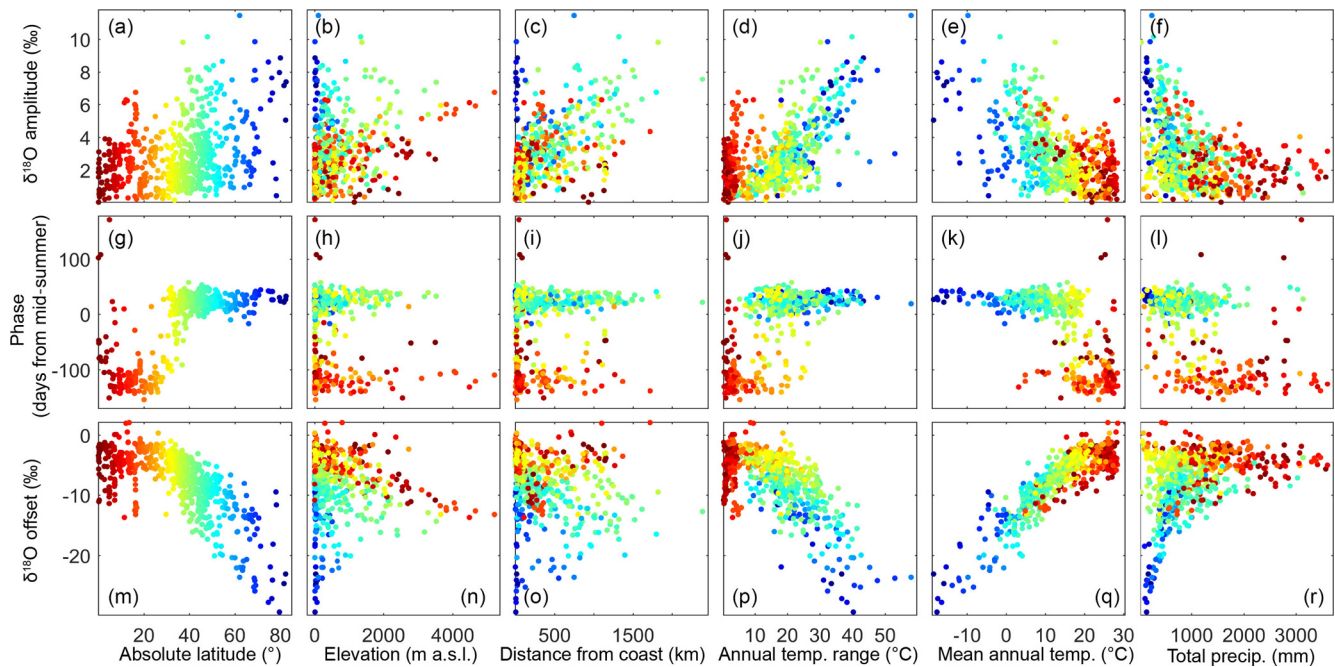 (a) (b) (c) (d) (e) (f)
δ¹⁸O amplitude (‰)
10
8
6
4
2
(g) (h) (i) (j) (k) (l)
Phase
(days from mid-summer)
100
0
-100
δ¹⁸O offset (‰)
0
-10
-20
(m) (n) (o) (p) (q) (r)
20 40 60 80 0 2000 4000 500 1500 10 20 30 40 50 -10 0 10 20 30 1000 2000 3000
Absolute latitude (°) Elevation (m a.s.l.) Distance from coast (km) Annual temp. range (°C) Mean annual temp. (°C) Total precip. (mm)